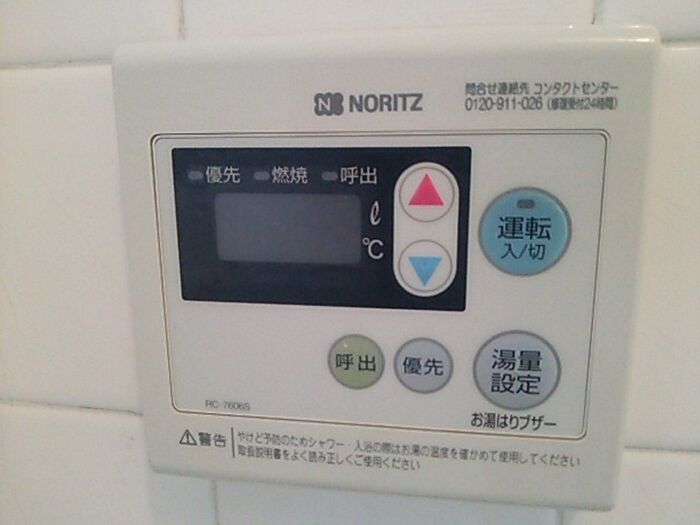 NORITZ
問合せ連絡先 コンタクトセンター
0120-911-026 (修理受付24時間)
優先 燃焼 呼出
ℓ
℃
運転
入/切
呼出
優先
湯量
設定
お湯はりブザー
RC-7606S
警告
やけど予防のためシャワー・入浴の際はお湯の温度を確かめて使用してください
取扱説明書をよく読み正しくご使用ください